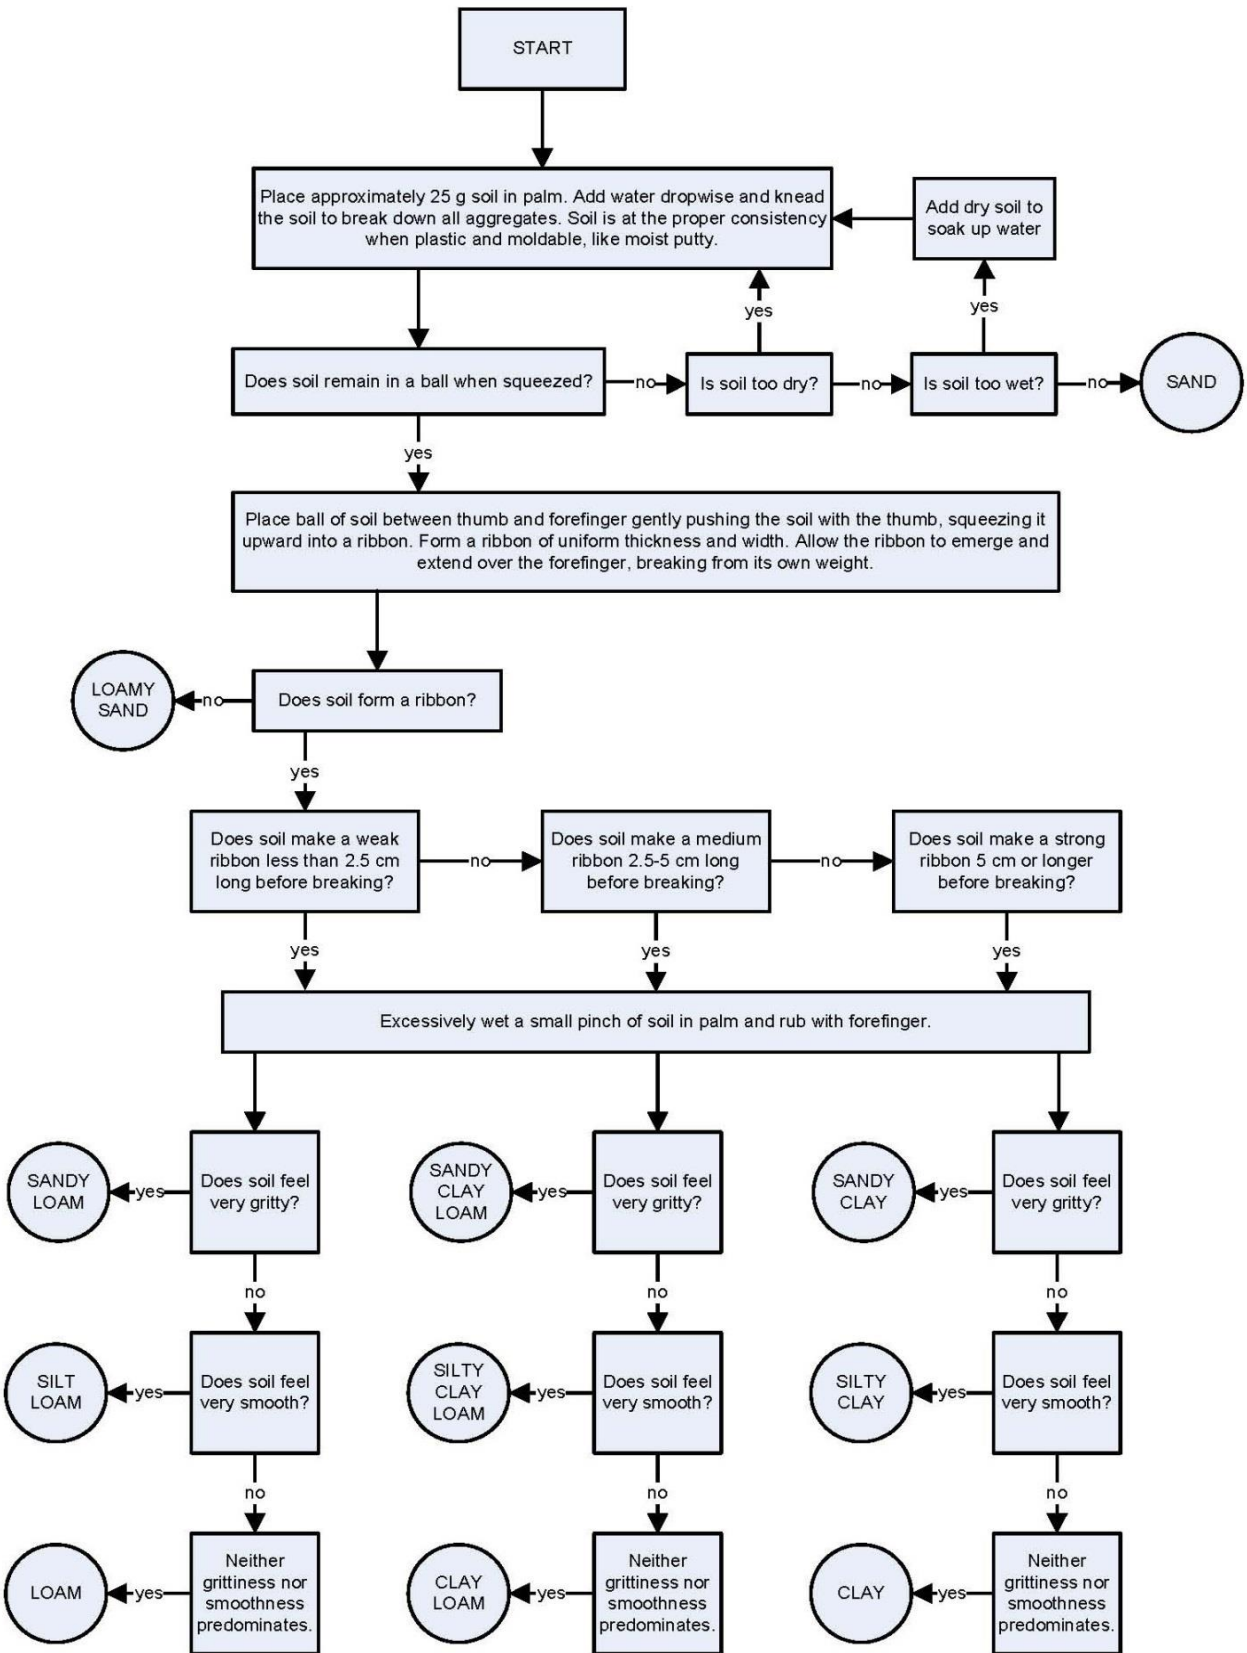 START
Place approximately 25 g soil in palm. Add water dropwise and knead
the soil to break down all aggregates. Soil is at the proper consistency
when plastic and moldable, like moist putty.
Add dry soil to
soak up water
yes
yes
Does soil remain in a ball when squeezed?
no
Is soil too dry?
no
Is soil too wet?
no
SAND
yes
Place ball of soil between thumb and forefinger gently pushing the soil with the thumb, squeezing it
upward into a ribbon. Form a ribbon of uniform thickness and width. Allow the ribbon to emerge and
extend over the forefinger, breaking from its own weight.
LOAMY
SAND
no
Does soil form a ribbon?
yes
Does soil make a weak
ribbon less than 2.5 cm
long before breaking?
no
Does soil make a medium
ribbon 2.5-5 cm long
before breaking?
no
Does soil make a strong
ribbon 5 cm or longer
before breaking?
yes
yes
yes
Excessively wet a small pinch of soil in palm and rub with forefinger.
SANDY
LOAM
yes
Does soil feel
very gritty?
SANDY
CLAY
LOAM
yes
Does soil feel
very gritty?
SANDY
CLAY
yes
Does soil feel
very gritty?
no
no
no
SILT
LOAM
yes
Does soil feel
very smooth?
SILTY
CLAY
LOAM
yes
Does soil feel
very smooth?
SILTY
CLAY
yes
Does soil feel
very smooth?
no
no
no
LOAM
yes
Neither
grittiness nor
smoothness
predominates.
CLAY
LOAM
yes
Neither
grittiness nor
smoothness
predominates.
CLAY
yes
Neither
grittiness nor
smoothness
predominates.